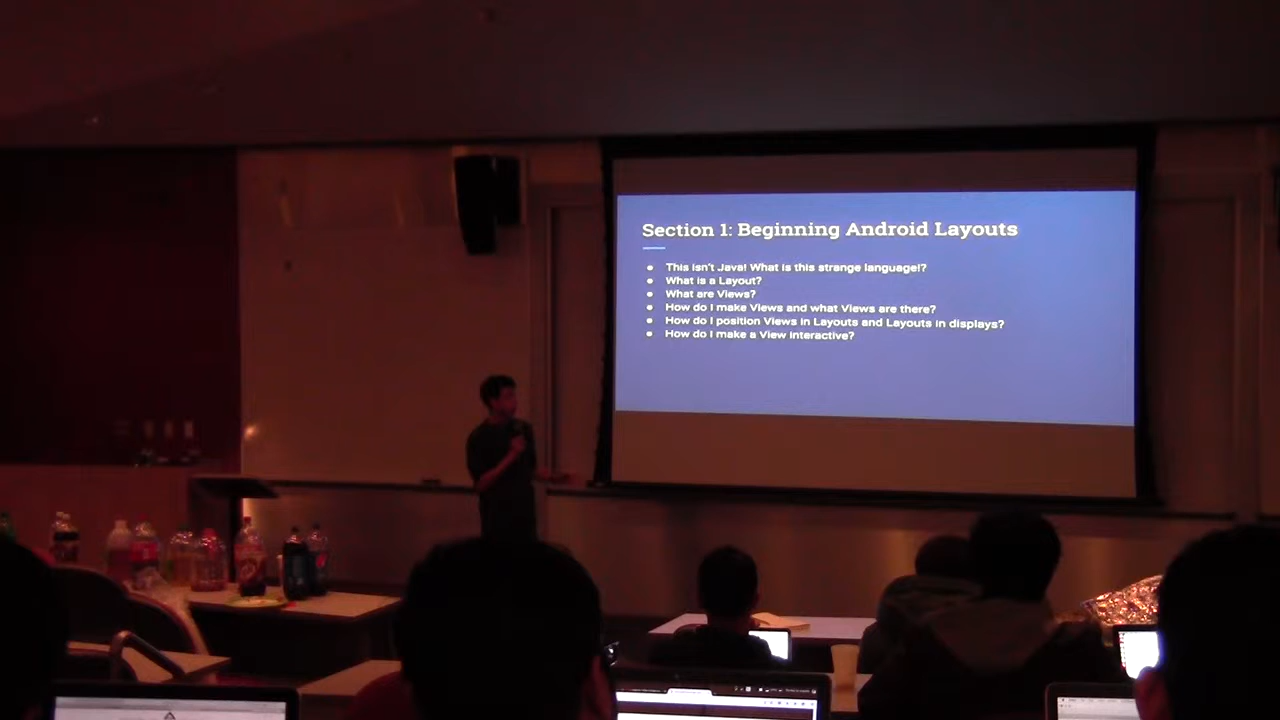 Section 1: Beginning Android Layouts
● This isn't Java! What is this strange language!?
● What is a Layout?
● What are Views?
● How do I make Views and what Views are there?
● How do I position Views in Layouts and Layouts in displays?
● How do I make a View interactive?